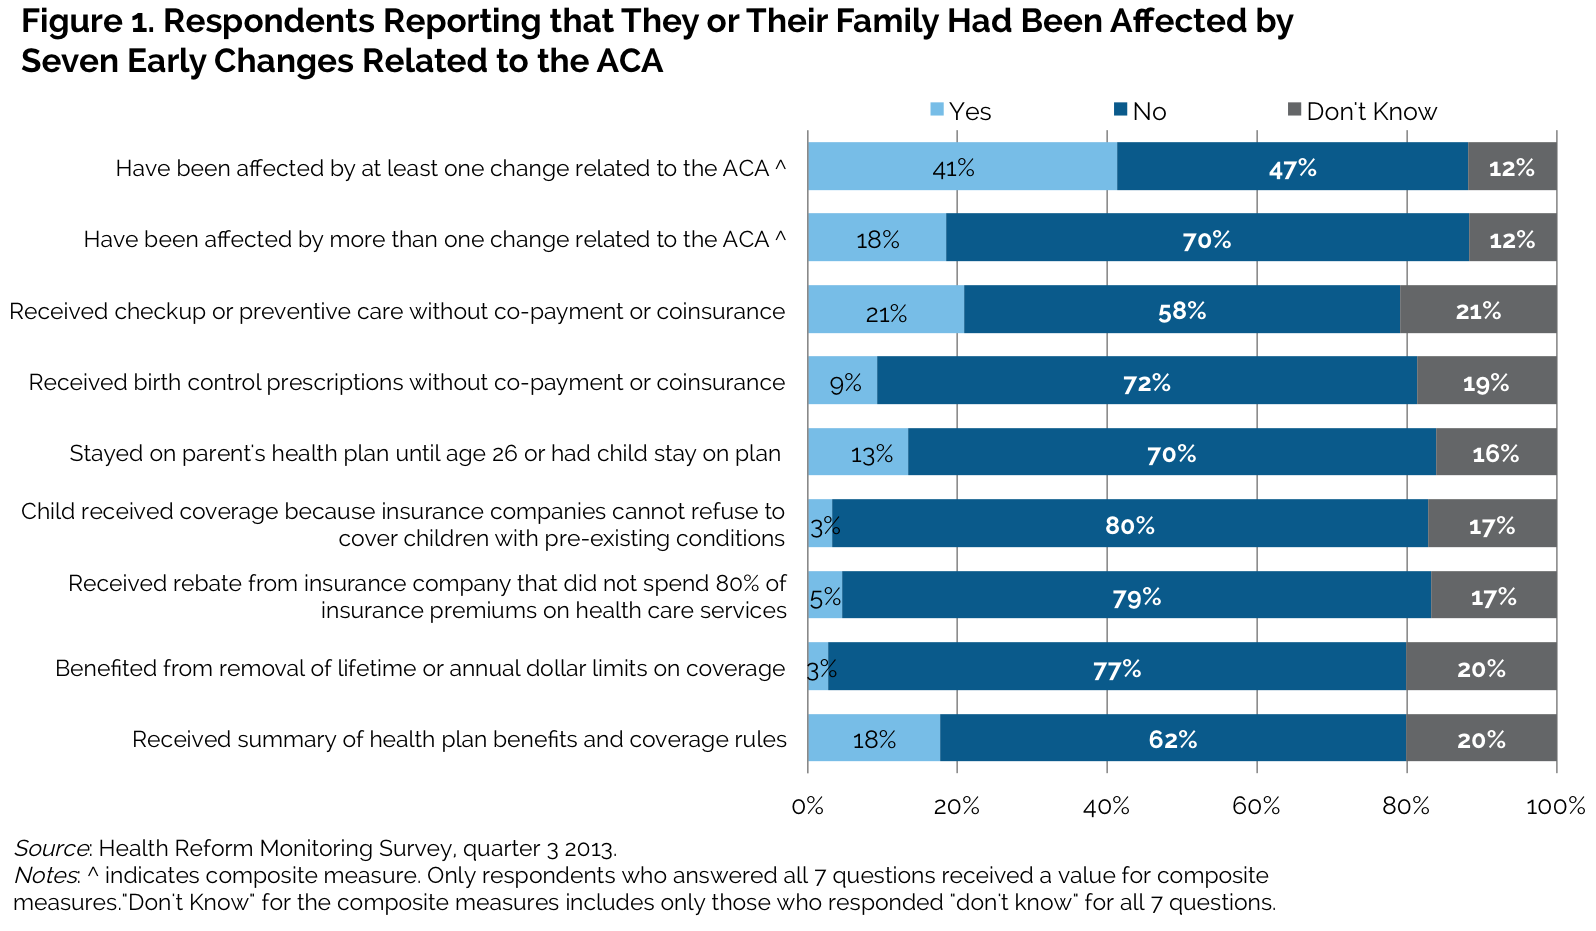 Figure 1. Respondents Reporting that They or Their Family Had Been Affected by
Seven Early Changes Related to the ACA
Yes No Don't Know
Have been affected by at least one change related to the ACA ^ 41% 47% 12%
Have been affected by more than one change related to the ACA ^ 18% 70% 12%
Received checkup or preventive care without co-payment or coinsurance 21% 58% 21%
Received birth control prescriptions without co-payment or coinsurance 9% 72% 19%
Stayed on parent's health plan until age 26 or had child stay on plan 13% 70% 16%
Child received coverage because insurance companies cannot refuse to
cover children with pre-existing conditions 3% 80% 17%
Received rebate from insurance company that did not spend 80% of
insurance premiums on health care services 5% 79% 17%
Benefited from removal of lifetime or annual dollar limits on coverage 3% 77% 20%
Received summary of health plan benefits and coverage rules 18% 62% 20%
0% 20% 40% 60% 80% 100%
Source: Health Reform Monitoring Survey, quarter 3 2013.
Notes: ^ indicates composite measure. Only respondents who answered all 7 questions received a value for composite
measures."Don't Know" for the composite measures includes only those who responded "don't know" for all 7 questions.